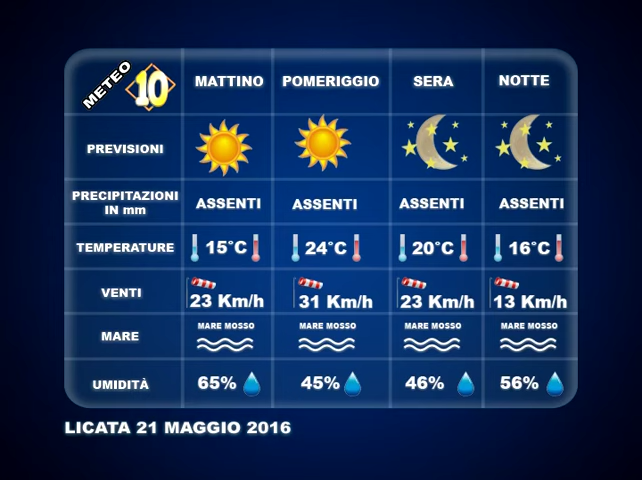 METEO 10 MATTINO POMERIGGIO SERA NOTTE
PREVISIONI
PRECIPITAZIONI IN mm ASSENTI ASSENTI ASSENTI ASSENTI
TEMPERATURE 15°C 24°C 20°C 16°C
VENTI 23 Km/h 31 Km/h 23 Km/h 13 Km/h
MARE MARE MOSSO MARE MOSSO MARE MOSSO MARE MOSSO
UMIDITÀ 65% 45% 46% 56%
LICATA 21 MAGGIO 2016